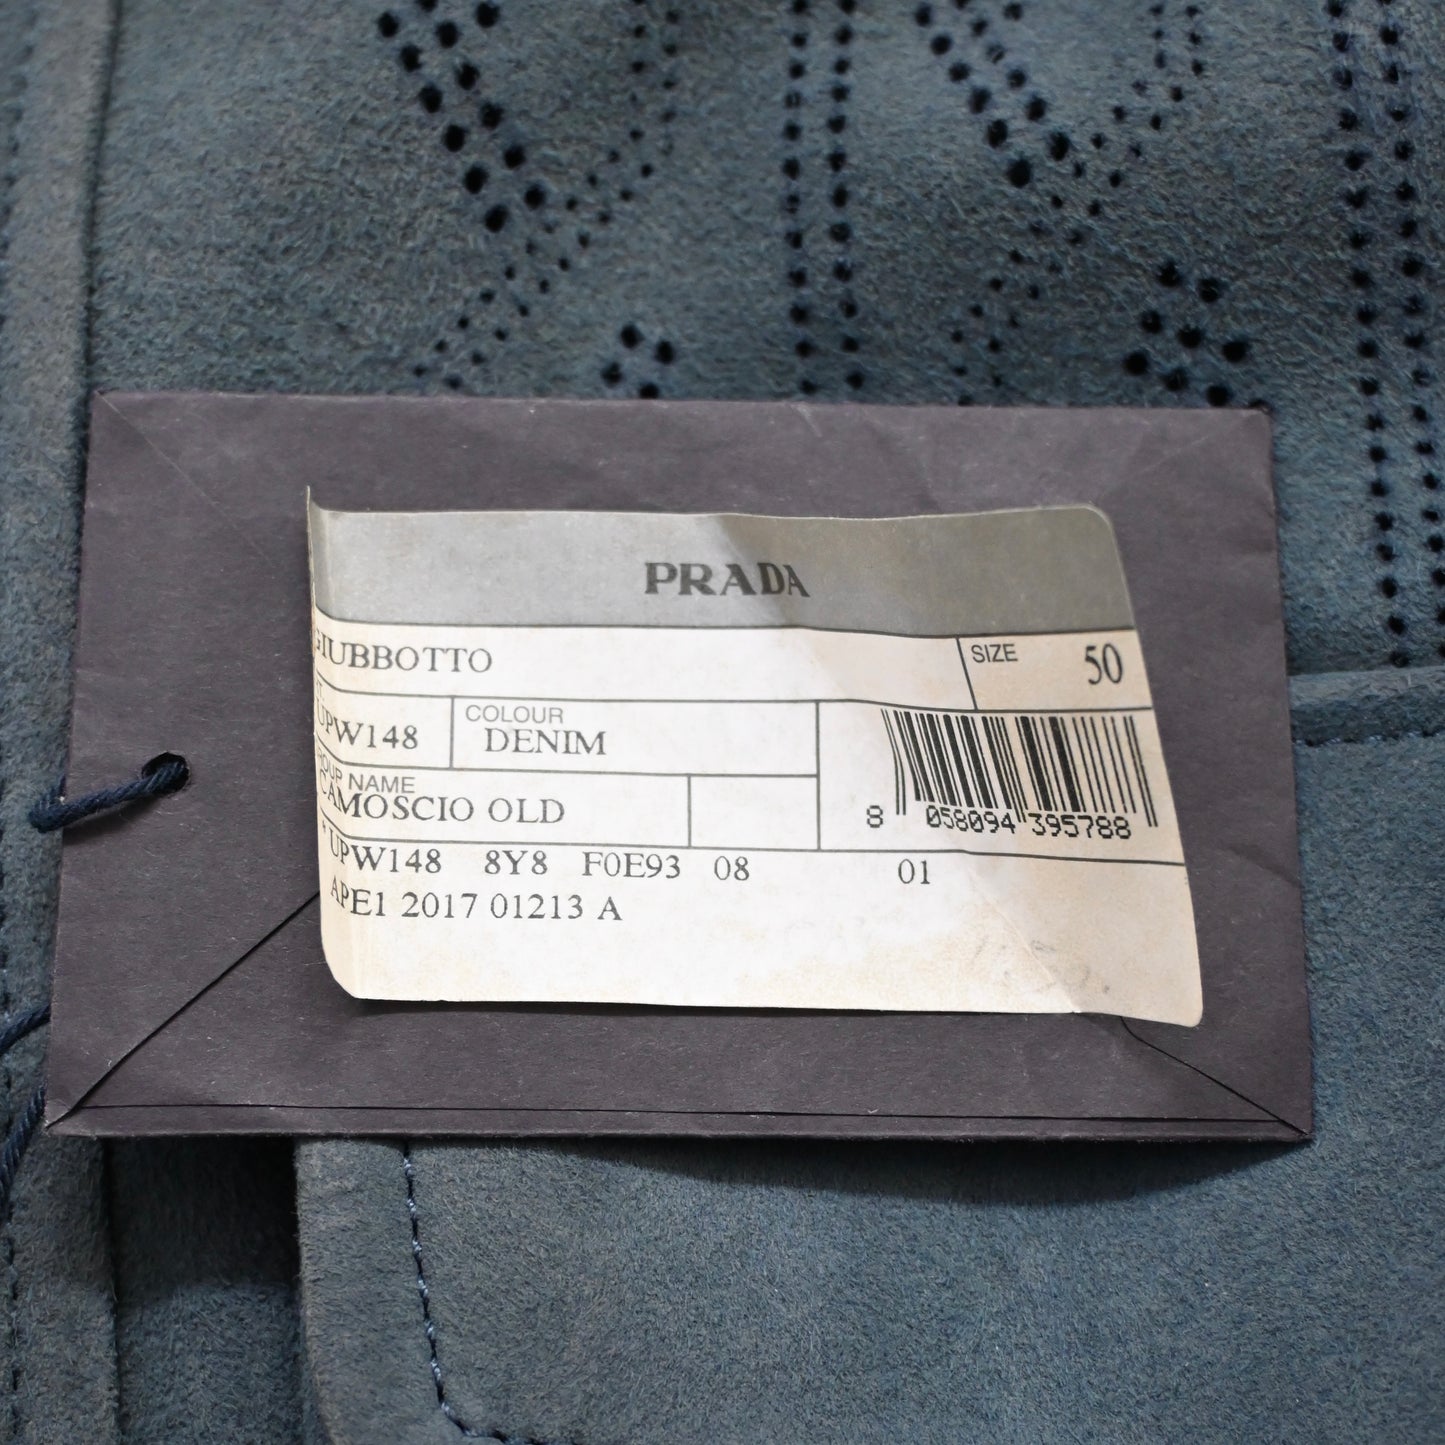 PRADA
GIUBBOTTO SIZE 50
UPW148 COLOUR DENIM
NAME
CAMOSCIO OLD
8 058094 395788
UPW148 8Y8 F0E93 08 01
APE1 2017 01213 A